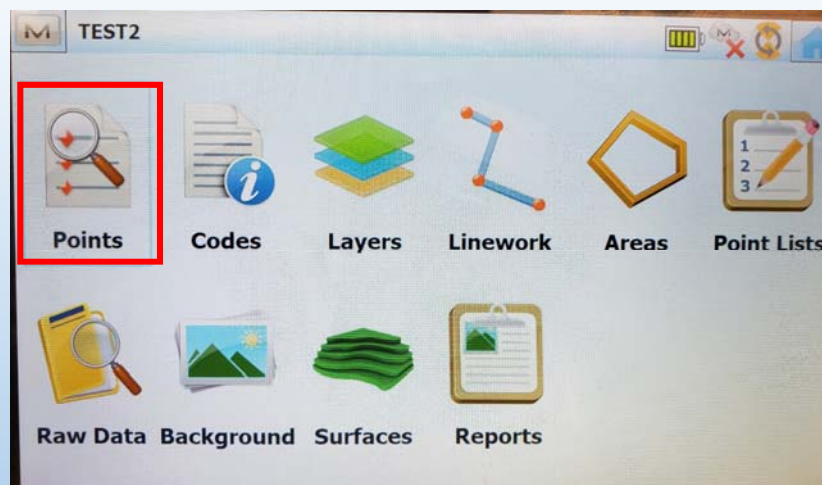 M TEST2
M
Points Codes Layers Linework Areas Point Lists
1
2
3
i
Raw Data Background Surfaces Reports